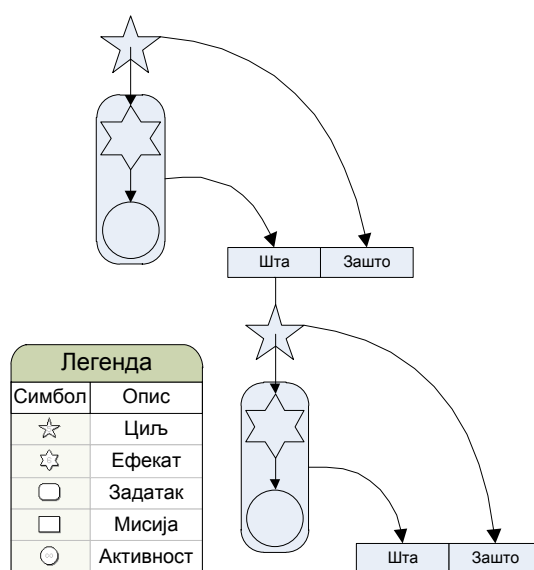 Шта Зашто
Легенда
Симбол Опис
Циљ
Ефекат
Задатак
Мисија
Активност
Шта Зашто